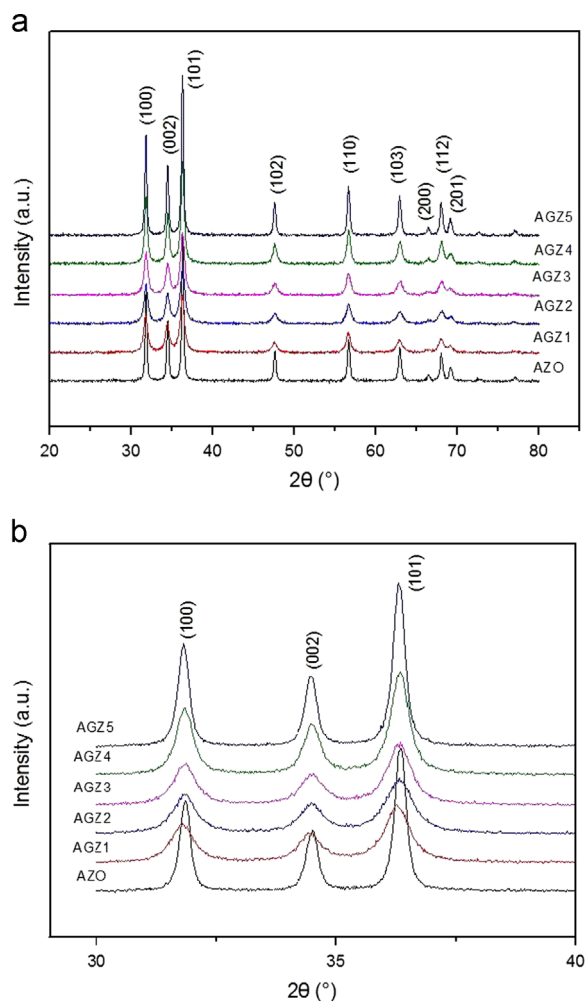 a
Intensity (a.u.)
(100)
(002)
(101)
(102)
(110)
(103)
(200)
(112)
(201)
AGZ5
AGZ4
AGZ3
AGZ2
AGZ1
AZO
20 30 40 50 60 70 80
2θ (°)
b
Intensity (a.u.)
(100)
(002)
(101)
AGZ5
AGZ4
AGZ3
AGZ2
AGZ1
AZO
30 35 40
2θ (°)